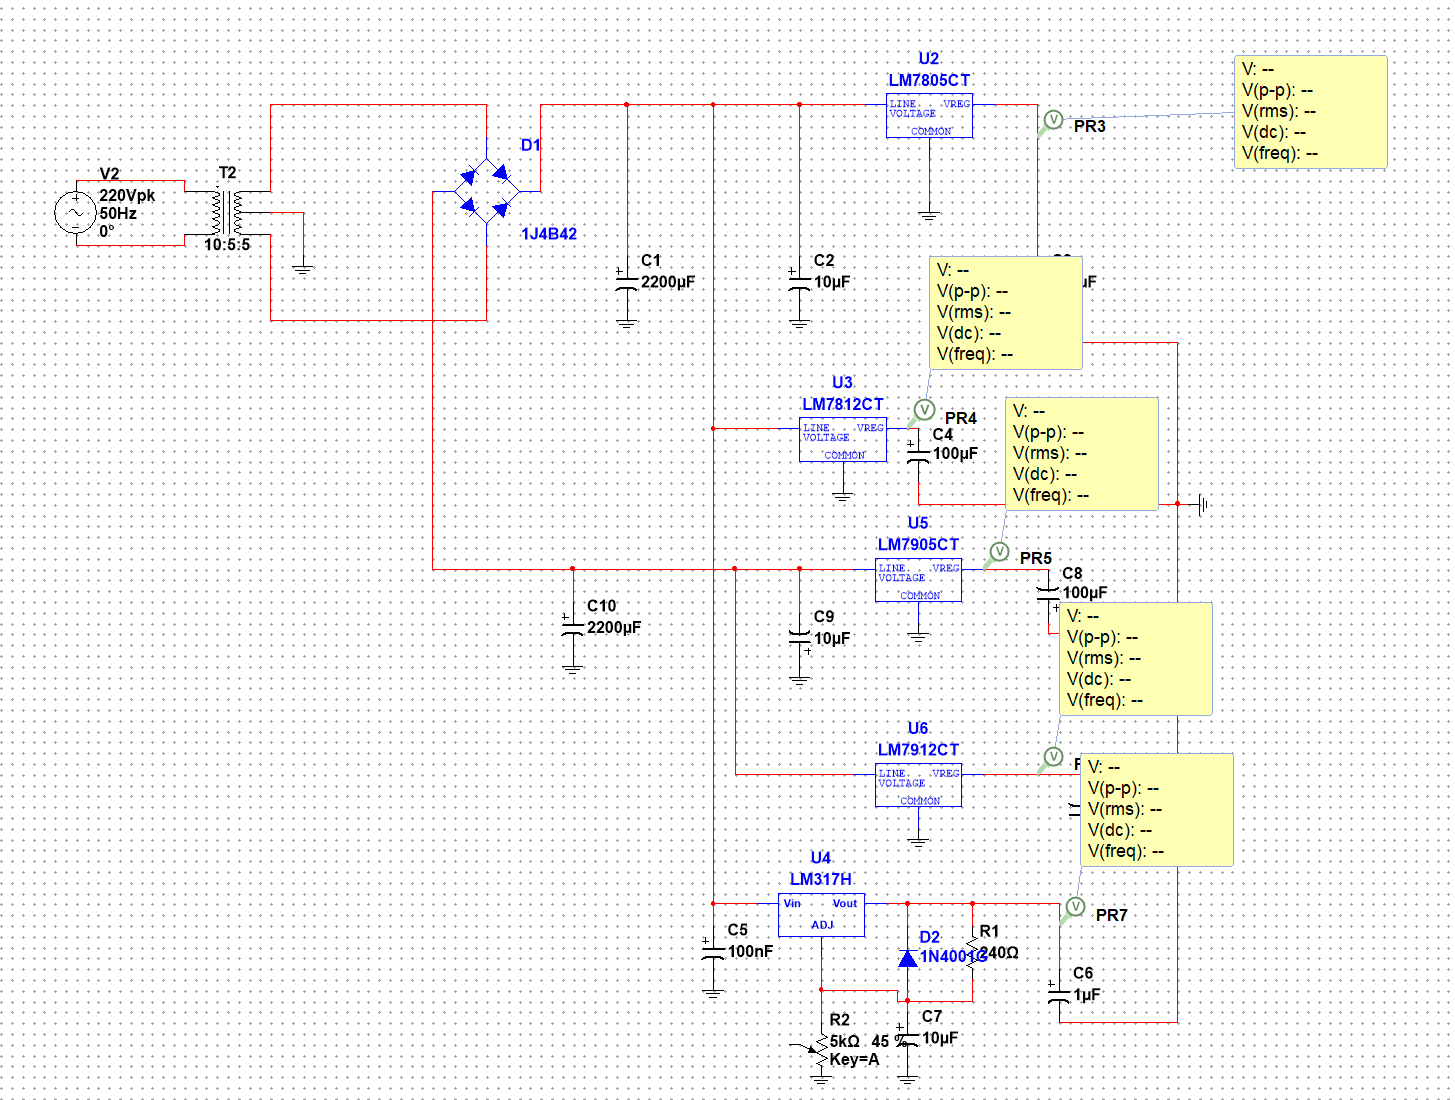 U2
LM7805CT
LINE VREG
VOLTAGE
COMMON
PR3
V: --
V(p-p): --
V(rms): --
V(dc): --
V(freq): --
V2
220Vpk
50Hz
0°
T2
10:5:5
D1
1J4B42
C1
2200µF
C2
10µF
µF
V: --
V(p-p): --
V(rms): --
V(dc): --
V(freq): --
U3
LM7812CT
LINE VREG
VOLTAGE
COMMON
PR4
C4
100µF
V: --
V(p-p): --
V(rms): --
V(dc): --
V(freq): --
U5
LM7905CT
LINE VREG
VOLTAGE
COMMON
PR5
C8
100µF
C10
2200µF
C9
10µF
V: --
V(p-p): --
V(rms): --
V(dc): --
V(freq): --
U6
LM7912CT
LINE VREG
VOLTAGE
COMMON
V: --
V(p-p): --
V(rms): --
V(dc): --
V(freq): --
U4
LM317H
Vin Vout
ADJ
PR7
C5
100nF
D2
1N4001G
R1
240Ω
C6
1µF
R2
5kΩ 45 %
Key=A
C7
10µF